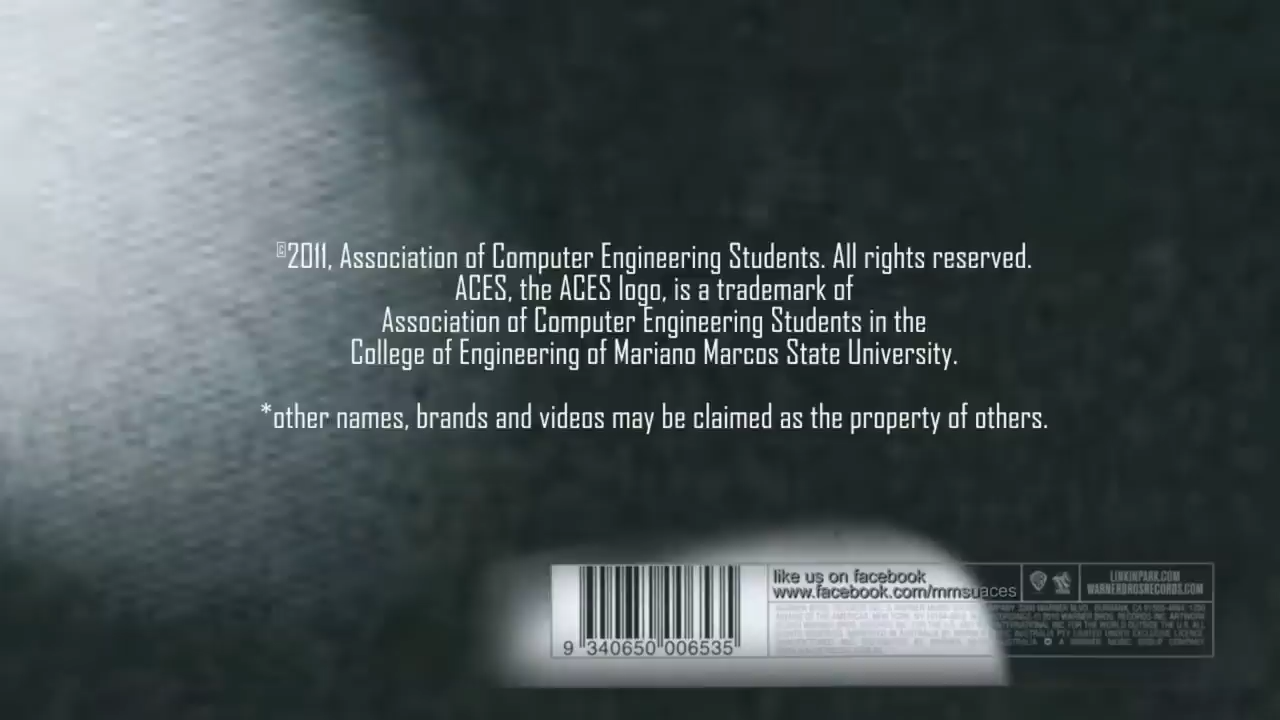 ©2011, Association of Computer Engineering Students. All rights reserved.
ACES, the ACES logo, is a trademark of
Association of Computer Engineering Students in the
College of Engineering of Mariano Marcos State University.
*other names, brands and videos may be claimed as the property of others.
like us on facebook
www.facebook.com/mmsuaces
LINKINPARK.COM
WARNERBROSRECORDS.COM
9 340650 006535